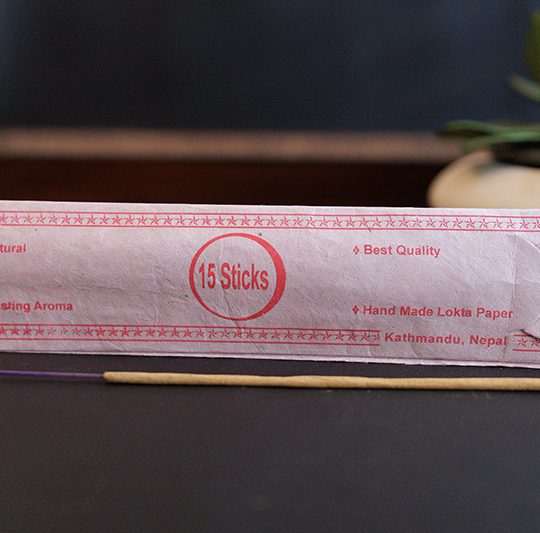 tural
15 Sticks
Best Quality
sting Aroma
Hand Made Lokta Paper
Kathmandu, Nepal